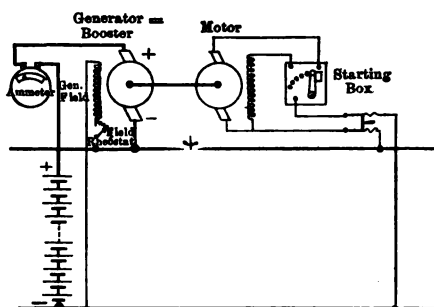 Generator =
Booster
Motor
+
Ammeter
Gen.
Field
Starting
Box
−
Field
Rheostat
+
−